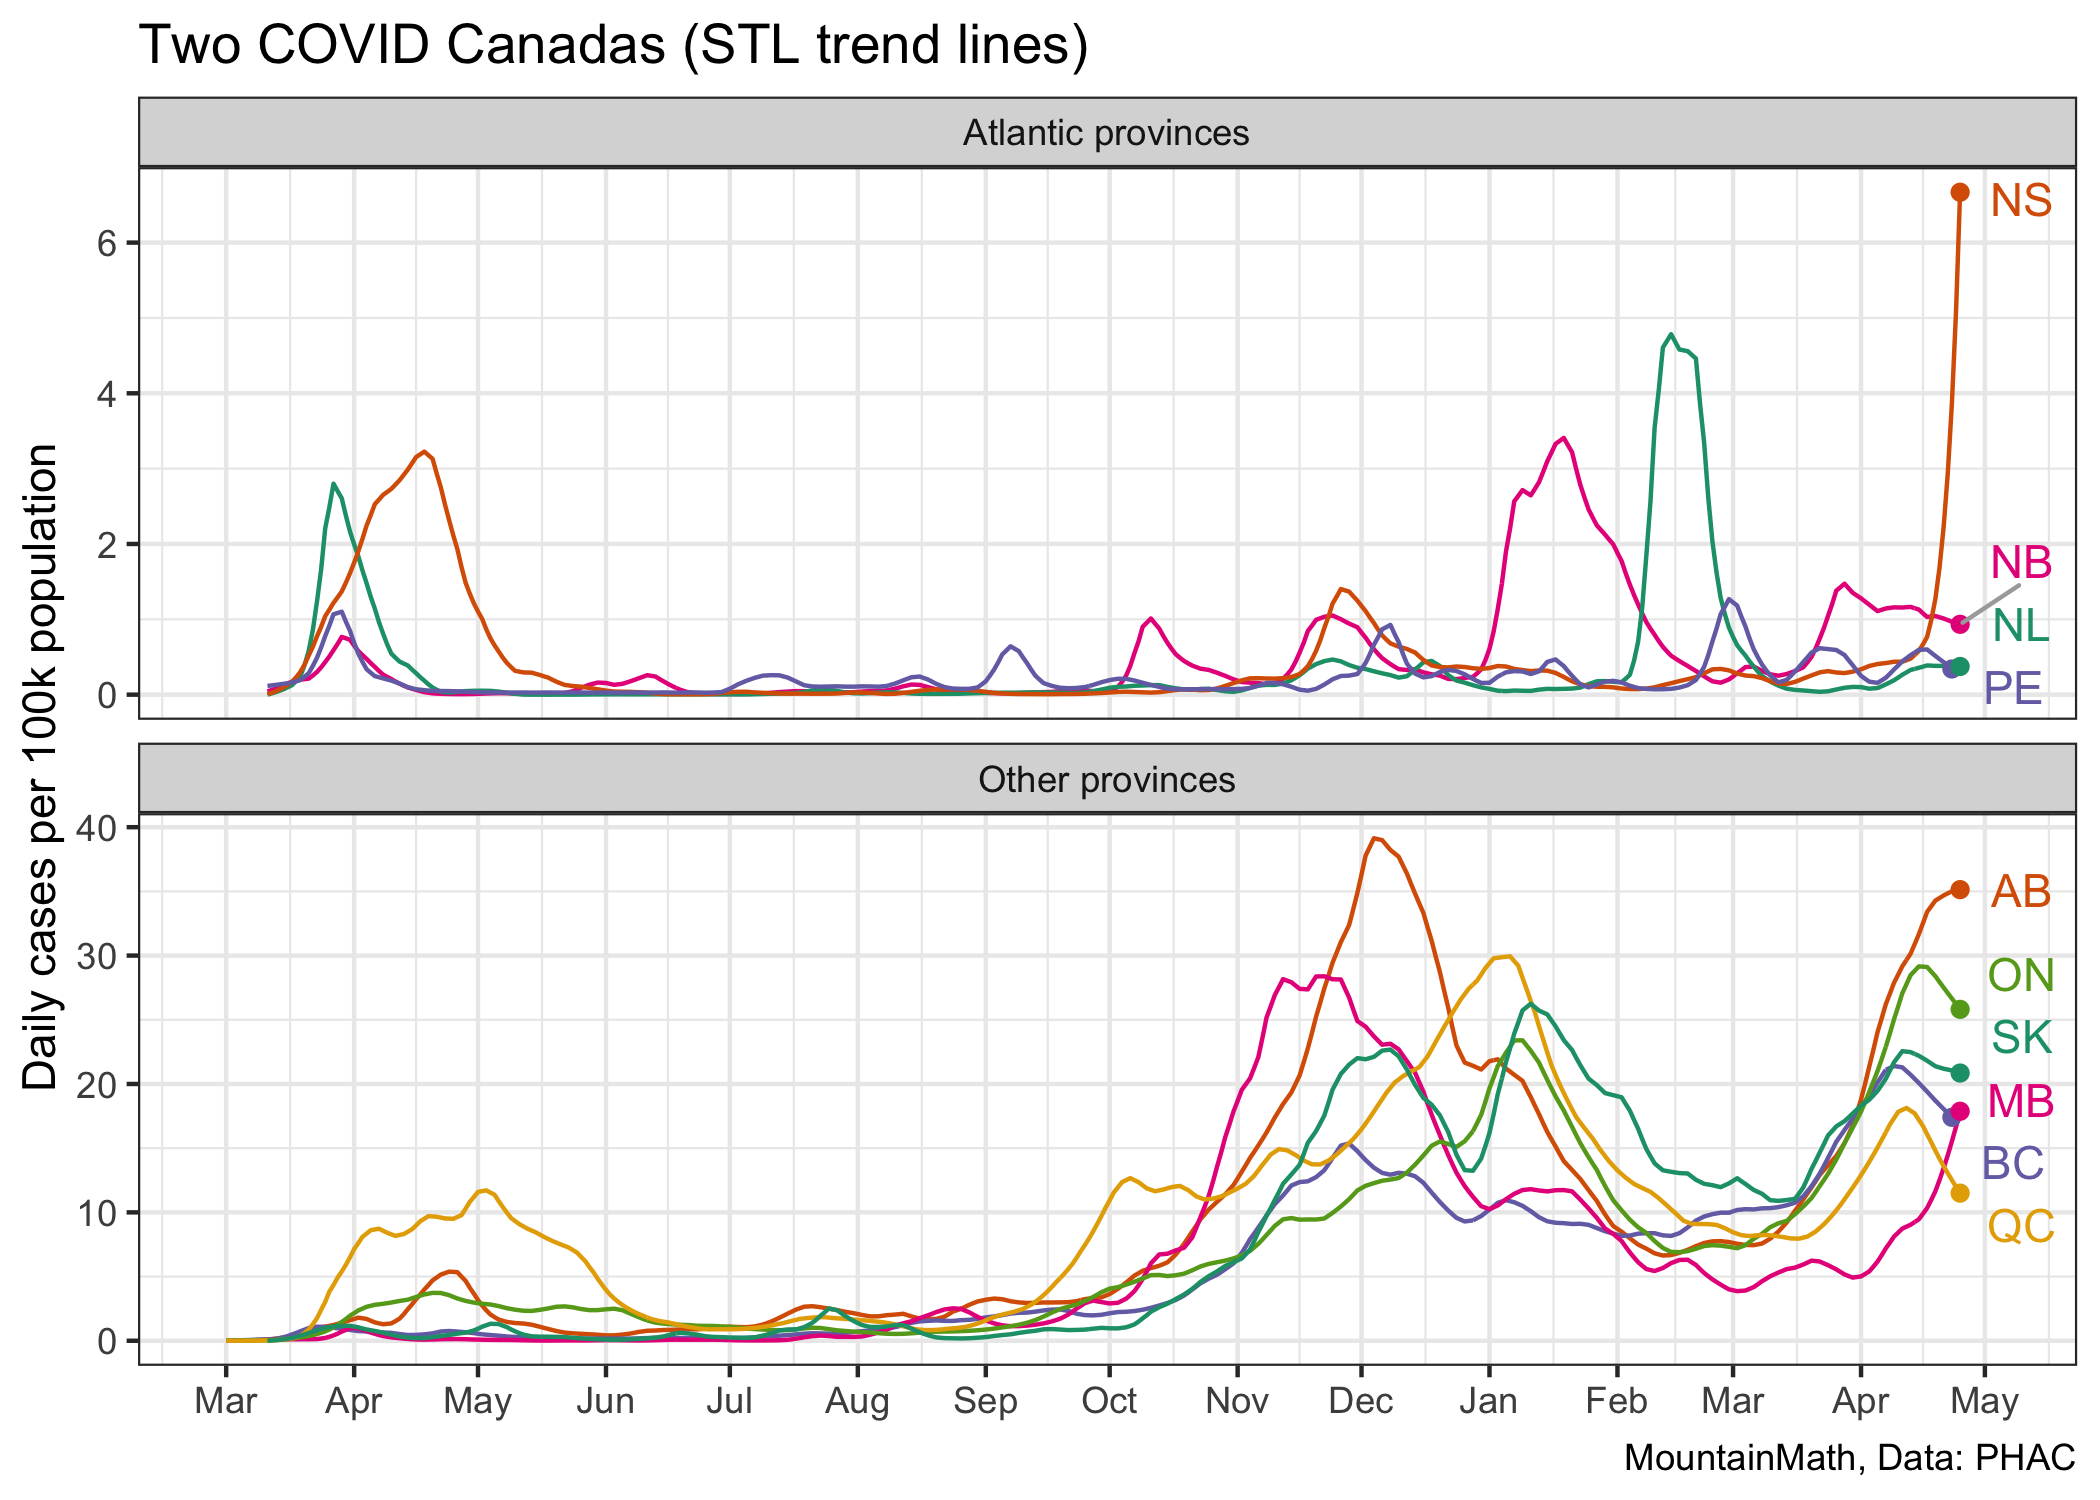 Two COVID Canadas (STL trend lines)
Atlantic provinces
Daily cases per 100k population
6
4
2
0
NS
NB
NL
PE
Other provinces
40
30
20
10
0
AB
ON
SK
MB
BC
QC
Mar Apr May Jun Jul Aug Sep Oct Nov Dec Jan Feb Mar Apr May
MountainMath, Data: PHAC